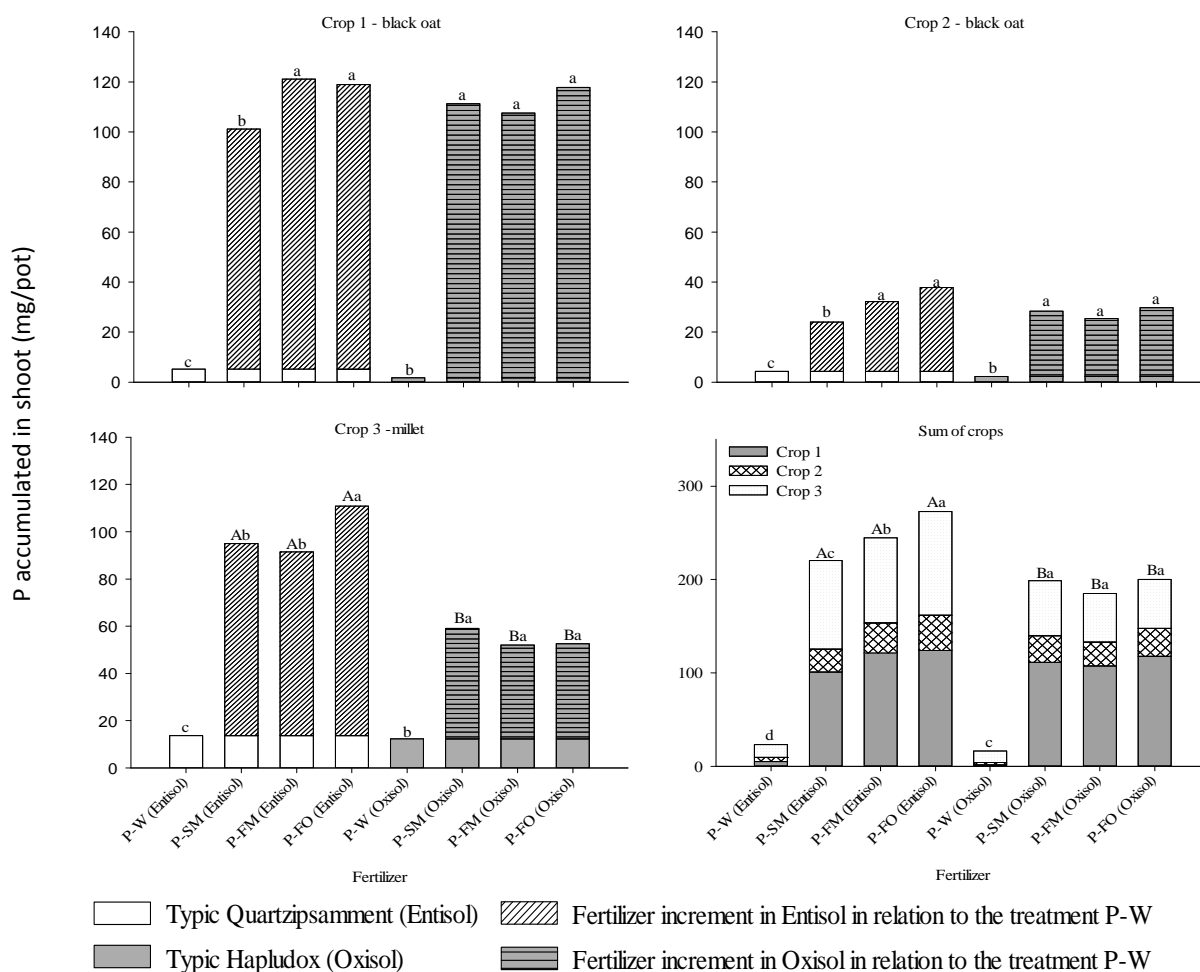 Crop 1 - black oat
140
120
100
80
60
40
20
0
c
b
a
a
b
a
a
a
Crop 2 - black oat
140
120
100
80
60
40
20
0
c
b
a
a
b
a
a
a
P accumulated in shoot (mg/pot)
Crop 3 -millet
140
120
100
80
60
40
20
0
c
Ab
Ab
Aa
b
Ba
Ba
Ba
P-W (Entisol)
P-SM (Entisol)
P-FM (Entisol)
P-FO (Entisol)
P-W (Oxisol)
P-SM (Oxisol)
P-FM (Oxisol)
P-FO (Oxisol)
Fertilizer
Sum of crops
Crop 1
Crop 2
Crop 3
300
200
100
0
d
Ac
Ab
Aa
c
Ba
Ba
Ba
P-W (Entisol)
P-SM (Entisol)
P-FM (Entisol)
P-FO (Entisol)
P-W (Oxisol)
P-SM (Oxisol)
P-FM (Oxisol)
P-FO (Oxisol)
Fertilizer
Typic Quartzipsamment (Entisol)
Fertilizer increment in Entisol in relation to the treatment P-W
Typic Hapludox (Oxisol)
Fertilizer increment in Oxisol in relation to the treatment P-W